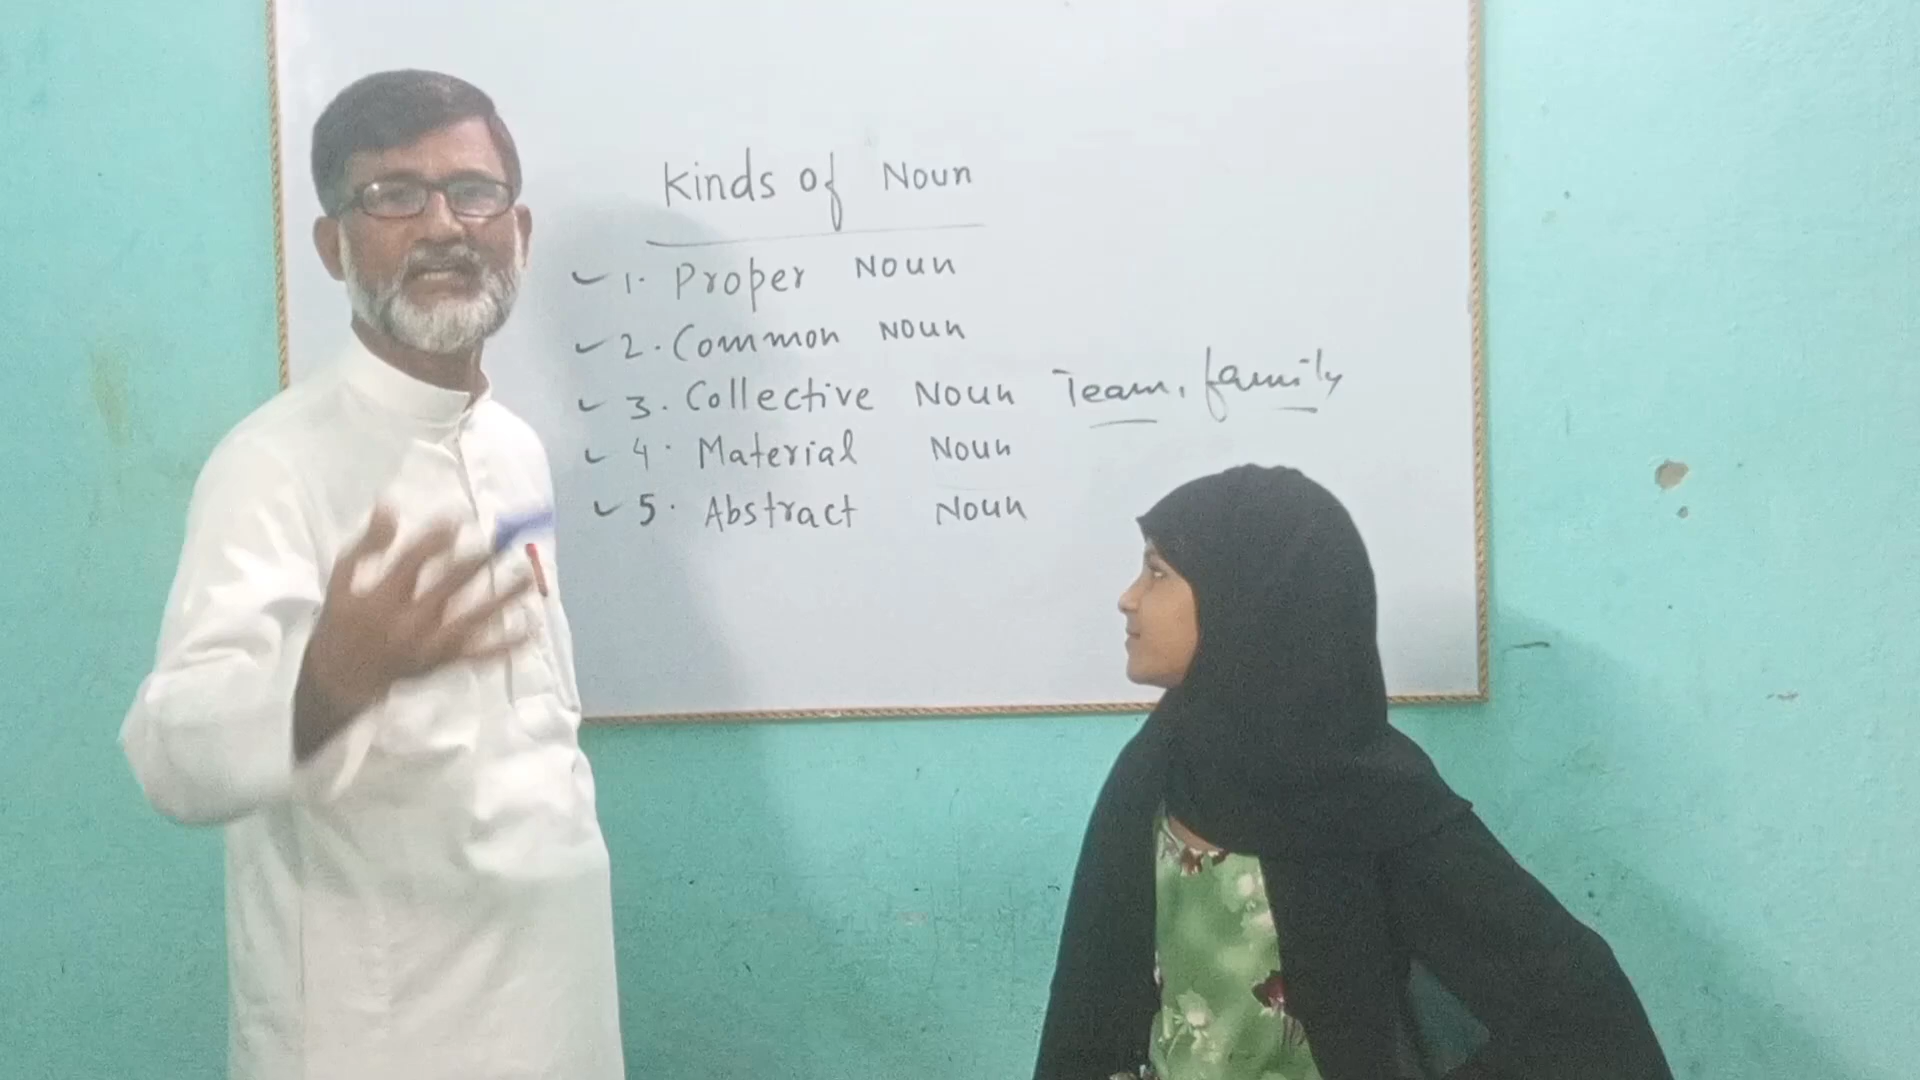 Kinds of Noun
1. Proper Noun
2. Common Noun
3. Collective Noun Team, family
4. Material Noun
5. Abstract Noun